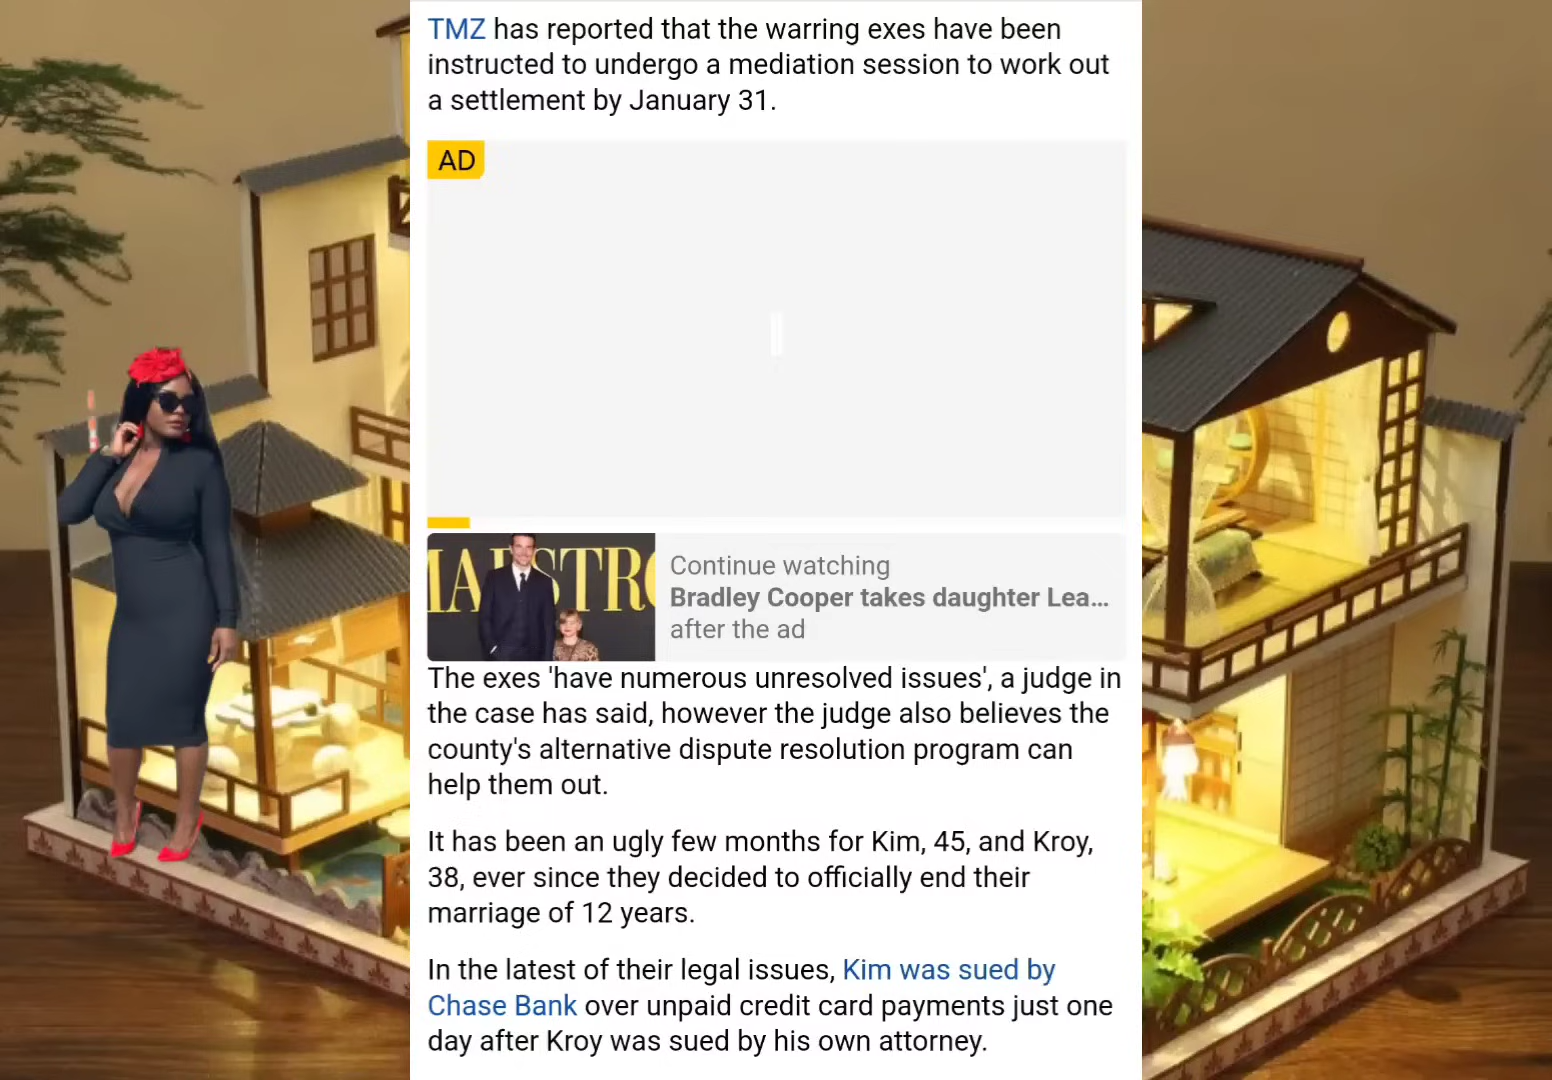 TMZ has reported that the warring exes have been
instructed to undergo a mediation session to work out
a settlement by January 31.
AD
MAESTRO
Continue watching
Bradley Cooper takes daughter Lea...
after the ad
The exes 'have numerous unresolved issues', a judge in
the case has said, however the judge also believes the
county's alternative dispute resolution program can
help them out.
It has been an ugly few months for Kim, 45, and Kroy,
38, ever since they decided to officially end their
marriage of 12 years.
In the latest of their legal issues, Kim was sued by
Chase Bank over unpaid credit card payments just one
day after Kroy was sued by his own attorney.